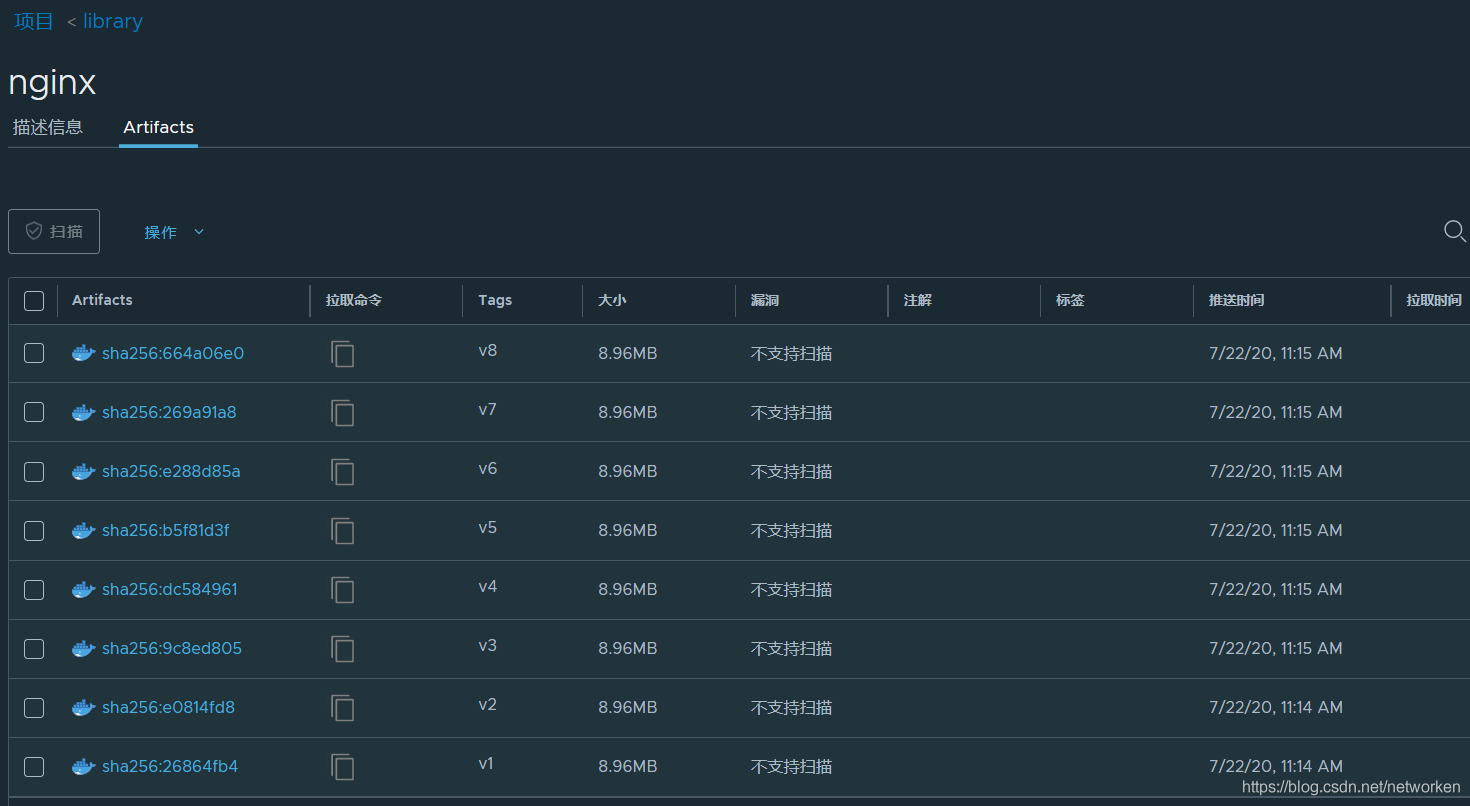 项目 < library
nginx
描述信息 Artifacts
扫描 操作
Artifacts 拉取命令 Tags 大小 漏洞 注解 标签 推送时间 拉取时间
sha256:664a06e0 v8 8.96MB 不支持扫描 7/22/20, 11:15 AM
sha256:269a91a8 v7 8.96MB 不支持扫描 7/22/20, 11:15 AM
sha256:e288d85a v6 8.96MB 不支持扫描 7/22/20, 11:15 AM
sha256:b5f81d3f v5 8.96MB 不支持扫描 7/22/20, 11:15 AM
sha256:dc584961 v4 8.96MB 不支持扫描 7/22/20, 11:15 AM
sha256:9c8ed805 v3 8.96MB 不支持扫描 7/22/20, 11:15 AM
sha256:e0814fd8 v2 8.96MB 不支持扫描 7/22/20, 11:14 AM
sha256:26864fb4 v1 8.96MB 不支持扫描 7/22/20, 11:14 AM
https://blog.csdn.net/networken